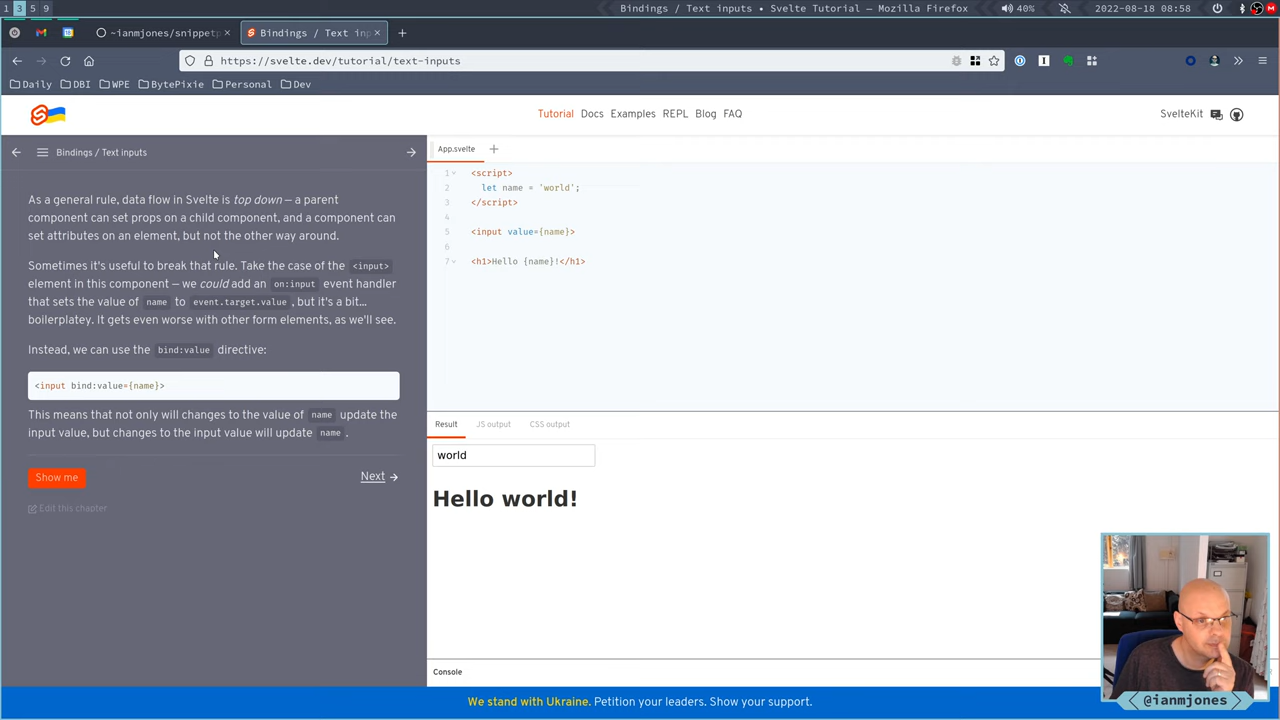 1 3 5 9
Bindings / Text inputs • Svelte Tutorial — Mozilla Firefox
40%
2022-08-18 08:58
~ianmjones/snippetp
Bindings / Text inp
https://svelte.dev/tutorial/text-inputs
Daily DBI WPE BytePixie Personal Dev
Tutorial Docs Examples REPL Blog FAQ
SvelteKit
Bindings / Text inputs
As a general rule, data flow in Svelte is top down — a parent
component can set props on a child component, and a component can
set attributes on an element, but not the other way around.
Sometimes it's useful to break that rule. Take the case of the <input>
element in this component — we could add an on:input event handler
that sets the value of name to event.target.value, but it's a bit...
boilerplatey. It gets even worse with other form elements, as we'll see.
Instead, we can use the bind:value directive:
<input bind:value={name}>
This means that not only will changes to the value of name update the
input value, but changes to the input value will update name.
Show me
Next
Edit this chapter
App.svelte
1 <script>
2 let name = 'world';
3 </script>
4
5 <input value={name}>
6
7 <h1>Hello {name}!</h1>
Result JS output CSS output
world
Hello world!
Console
@ianmjones
We stand with Ukraine. Petition your leaders. Show your support.